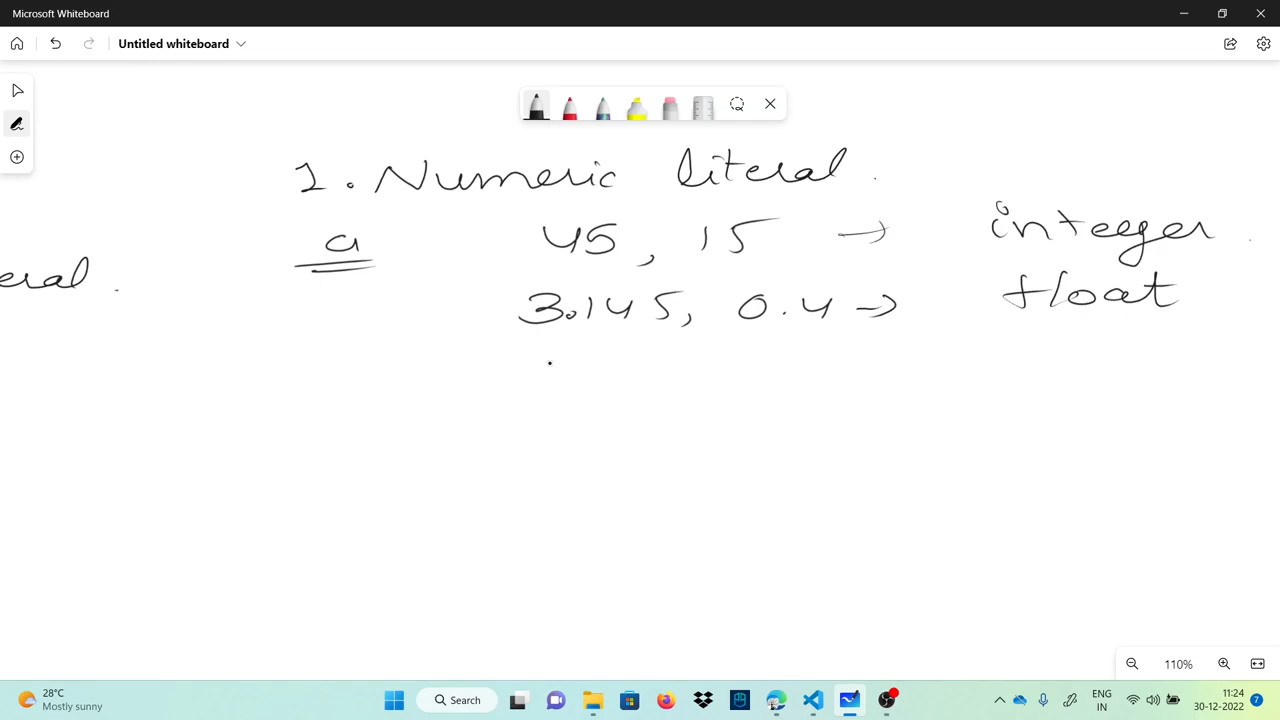 Microsoft Whiteboard
Untitled whiteboard
1. Numeric literal.
a 45, 15 → integer
eral.
3.145, 0.4 → float
110%
28°C
Mostly sunny
Search
ENG
IN
11:24
30-12-2022
7